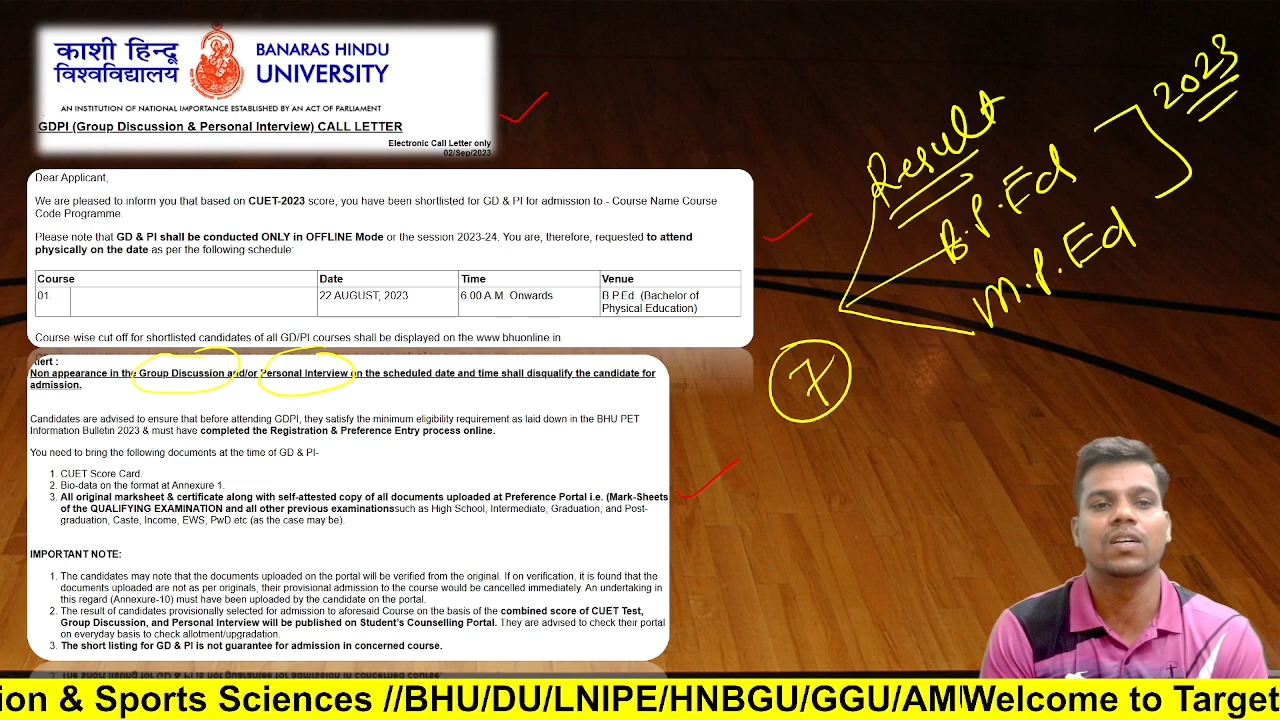 काशी हिन्दू
विश्वविद्यालय
BANARAS HINDU
UNIVERSITY
AN INSTITUTION OF NATIONAL IMPORTANCE ESTABLISHED BY AN ACT OF PARLIAMENT
GDPI (Group Discussion & Personal Interview) CALL LETTER
Electronic Call Letter only
02/Sep/2023
Dear Applicant,
We are pleased to inform you that based on CUET-2023 score, you have been shortlisted for GD & PI for admission to - Course Name Course
Code Programme.
Please note that GD & PI shall be conducted ONLY in OFFLINE Mode or the session 2023-24. You are, therefore, requested to attend
physically on the date as per the following schedule:
Course Date Time Venue
01. 22 AUGUST, 2023 6.00 A.M. Onwards B.P.Ed. (Bachelor of
Physical Education)
Course-wise cut off for shortlisted candidates of all GD/PI courses shall be displayed on the www.bhuonline.in.
Alert :
Non appearance in the Group Discussion and/or Personal Interview on the scheduled date and time shall disqualify the candidate for
admission.
Candidates are advised to ensure that before attending GDPI, they satisfy the minimum eligibility requirement as laid down in the BHU PET
Information Bulletin 2023 & must have completed the Registration & Preference Entry process online.
You need to bring the following documents at the time of GD & PI-
1. CUET Score Card.
2. Bio-data on the format at Annexure 1.
3. All original marksheet & certificate along with self-attested copy of all documents uploaded at Preference Portal i.e. (Mark-Sheets
of the QUALIFYING EXAMINATION and all other previous examinationssuch as High School, Intermediate, Graduation, and Post-
graduation, Caste, Income, EWS, PwD etc (as the case may be).
IMPORTANT NOTE:
1. The candidates may note that the documents uploaded on the portal will be verified from the original. If on verification, it is found that the
documents uploaded are not as per originals, their provisional admission to the course would be cancelled immediately. An undertaking in
this regard (Annexure-10) must have been uploaded by the candidate on the portal.
2. The result of candidates provisionally selected for admission to aforesaid Course on the basis of the combined score of CUET Test,
Group Discussion, and Personal Interview will be published on Student's Counselling Portal. They are advised to check their portal
on everyday basis to check allotment/upgradation.
3. The short listing for GD & PI is not guarantee for admission in concerned course.
Result
B.P.Ed
M.P.Ed
2023
7
ion & Sports Sciences //BHU/DU/LNIPE/HNBGU/GGU/AM
Welcome to Target